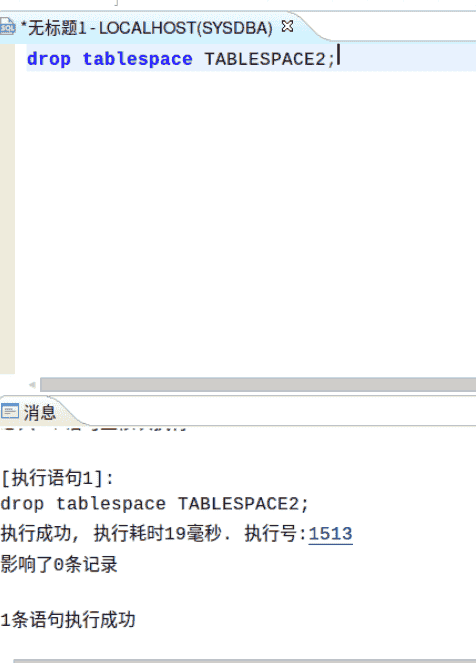 *无标题1 - LOCALHOST(SYSDBA)
drop tablespace TABLESPACE2;
消息
[执行语句1]:
drop tablespace TABLESPACE2;
执行成功, 执行耗时19毫秒. 执行号:1513
影响了0条记录
1条语句执行成功